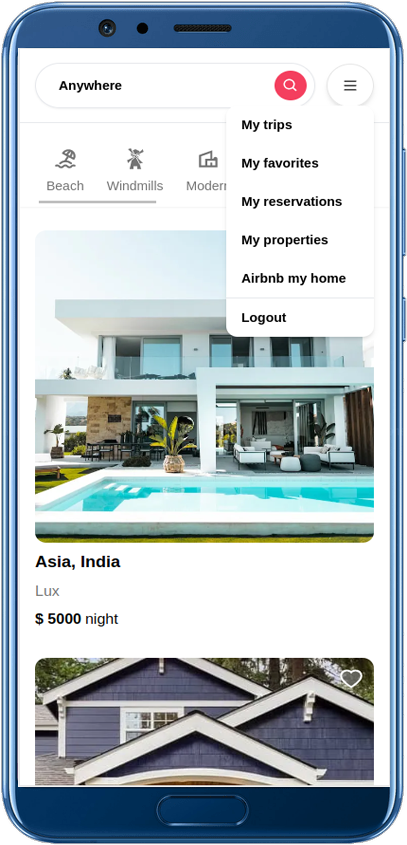 Anywhere
My trips
My favorites
My reservations
My properties
Airbnb my home
Logout
Beach
Windmills
Modern
Asia, India
Lux
$ 5000 night